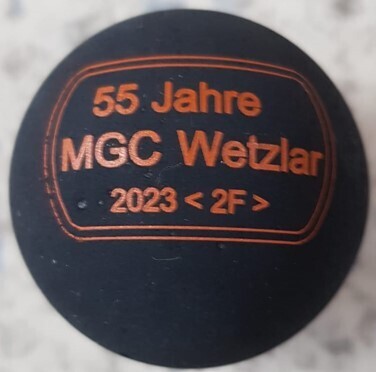 55 Jahre
MGC Wetzlar
2023 < 2F >